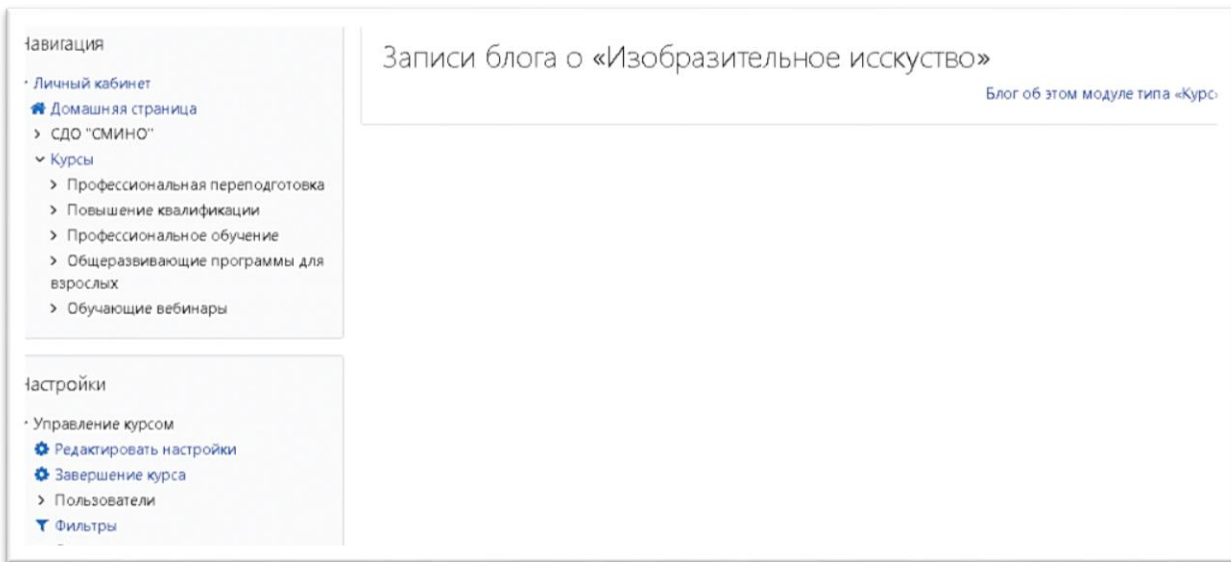 Навигация
Личный кабинет
Домашняя страница
СДО "СМИНО"
Курсы
Профессиональная переподготовка
Повышение квалификации
Профессиональное обучение
Общеразвивающие программы для
взрослых
Обучающие вебинары
Настройки
Управление курсом
Редактировать настройки
Завершение курса
Пользователи
Фильтры
Записи блога о «Изобразительное исскуство»
Блог об этом модуле типа «Курс»